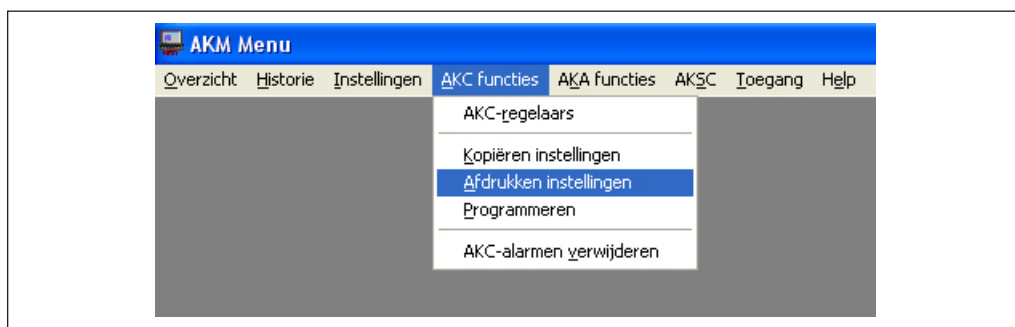 AKM Menu
Overzicht Historie Instellingen AKC functies AKA functies AKSC Toegang Help
AKC-regelaars
Kopiëren instellingen
Afdrukken instellingen
Programmeren
AKC-alarmen verwijderen